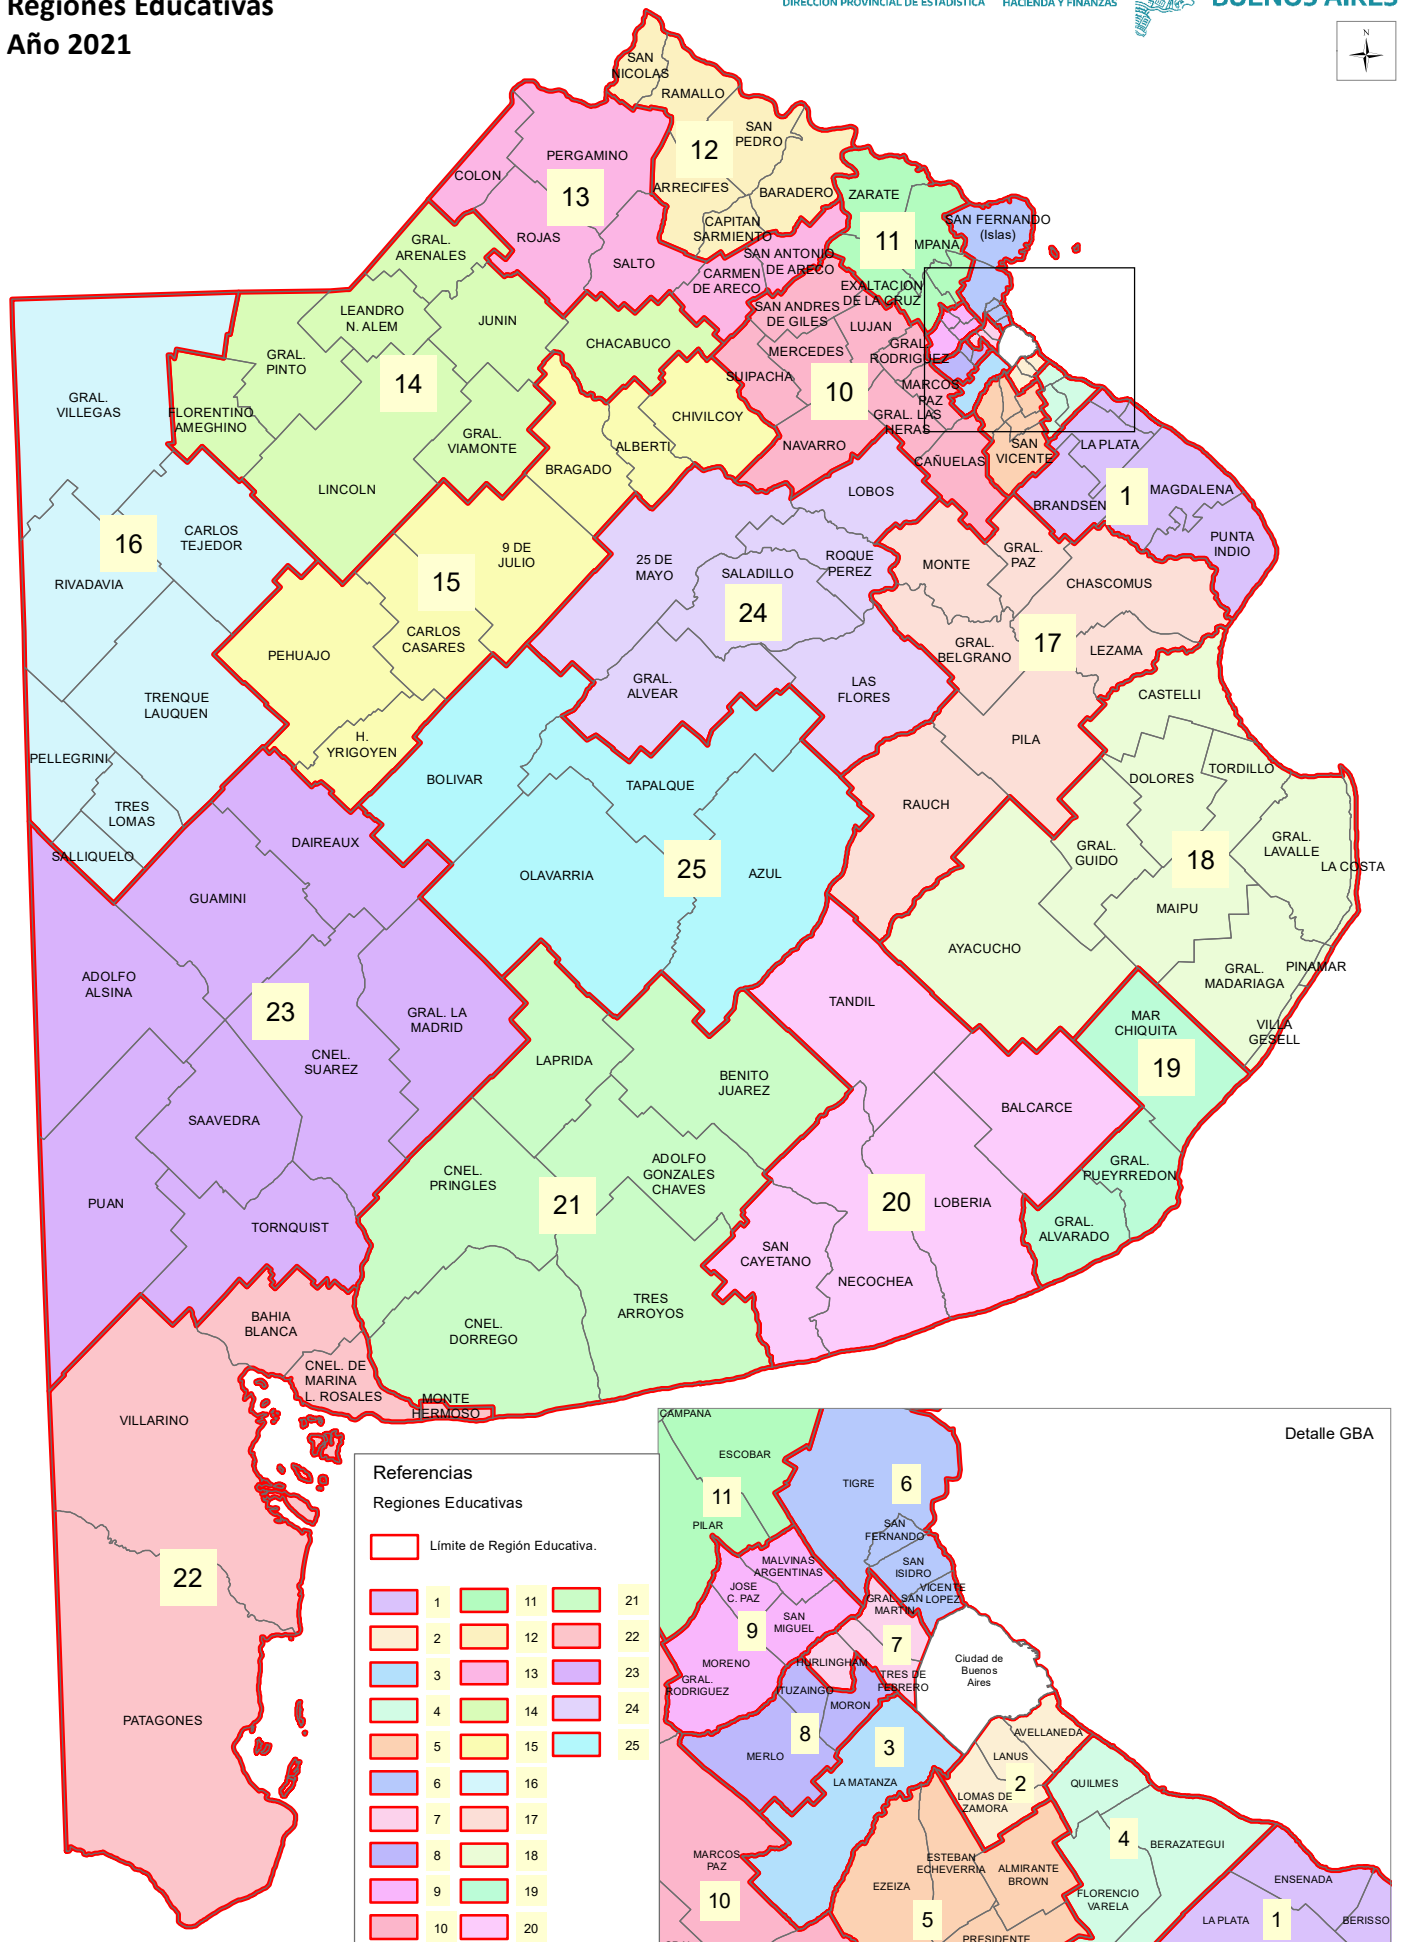 Regiones Educativas
Año 2021
DIRECCIÓN PROVINCIAL DE ESTADÍSTICA
HACIENDA Y FINANZAS
BUENOS AIRES
N
SAN
NICOLAS
RAMALLO
SAN
PEDRO
12
ARRECIFES
BARADERO
CAPITAN
SARMIENTO
PERGAMINO
COLON
13
ROJAS
SALTO
CARMEN
DE ARECO
SAN ANTONIO
DE ARECO
ZARATE
11
MPANA
EXALTACION
DE LA CRUZ
SAN FERNANDO
(Islas)
GRAL.
ARENALES
LEANDRO
N. ALEM
JUNIN
CHACABUCO
GRAL.
PINTO
14
FLORENTINO
AMEGHINO
GRAL.
VIAMONTE
LINCOLN
SAN ANDRES
DE GILES
LUJAN
MERCEDES
GRAL.
RODRIGUEZ
SUIPACHA
10
MARCOS
PAZ
GRAL. LAS
HERAS
NAVARRO
CAÑUELAS
SAN
VICENTE
LA PLATA
1
MAGDALENA
BRANDSEN
PUNTA
INDIO
GRAL.
VILLEGAS
16
CARLOS
TEJEDOR
RIVADAVIA
TRENQUE
LAUQUEN
PELLEGRINI
TRES
LOMAS
SALLIQUELO
CHIVILCOY
ALBERTI
BRAGADO
9 DE
JULIO
15
CARLOS
CASARES
PEHUAJO
H.
YRIGOYEN
LOBOS
25 DE
MAYO
SALADILLO
ROQUE
PEREZ
24
GRAL.
ALVEAR
LAS
FLORES
MONTE
GRAL.
PAZ
CHASCOMUS
GRAL.
BELGRANO
17
LEZAMA
PILA
RAUCH
CASTELLI
DOLORES
TORDILLO
GRAL.
GUIDO
18
GRAL.
LAVALLE
LA COSTA
MAIPU
AYACUCHO
GRAL.
MADARIAGA
PINAMAR
VILLA
GESELL
BOLIVAR
TAPALQUE
OLAVARRIA
25
AZUL
DAIREAUX
GUAMINI
ADOLFO
ALSINA
23
GRAL. LA
MADRID
CNEL.
SUAREZ
SAAVEDRA
PUAN
TORNQUIST
LAPRIDA
BENITO
JUAREZ
CNEL.
PRINGLES
ADOLFO
GONZALES
CHAVES
21
TRES
ARROYOS
CNEL.
DORREGO
TANDIL
BALCARCE
20
LOBERIA
SAN
CAYETANO
NECOCHEA
MAR
CHIQUITA
19
GRAL.
PUEYRREDON
GRAL.
ALVARADO
BAHIA
BLANCA
CNEL. DE
MARINA
L. ROSALES
MONTE
HERMOSO
VILLARINO
22
PATAGONES
Referencias
Regiones Educativas
Límite de Región Educativa.
1 11 21
2 12 22
3 13 23
4 14 24
5 15 25
6 16
7 17
8 18
9 19
10 20
Detalle GBA
CAMPANA
ESCOBAR
11
PILAR
TIGRE
6
SAN
FERNANDO
SAN
ISIDRO
VICENTE
LOPEZ
MALVINAS
ARGENTINAS
JOSE
C. PAZ
SAN
MIGUEL
9
MORENO
GRAL.
RODRIGUEZ
GRAL. SAN
MARTIN
7
HURLINGHAM
TRES DE
FEBRERO
Ciudad de
Buenos
Aires
ITUZAINGO
MORON
8
MERLO
3
LA MATANZA
AVELLANEDA
LANUS
2
LOMAS DE
ZAMORA
QUILMES
4
BERAZATEGUI
FLORENCIO
VARELA
MARCOS
PAZ
10
ESTEBAN
ECHEVERRIA
ALMIRANTE
BROWN
EZEIZA
5
PRESIDENTE
ENSENADA
LA PLATA
1
BERISSO